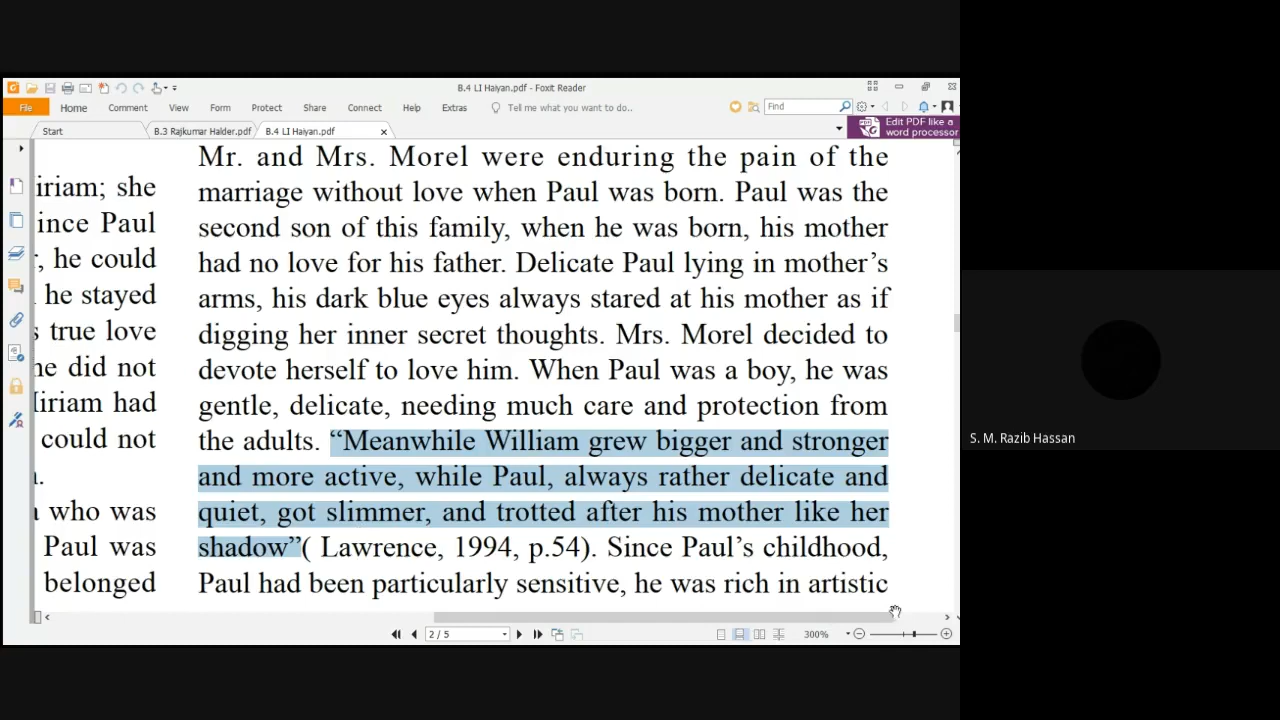 B.4 LI Haiyan.pdf - Foxit Reader
File Home Comment View Form Protect Share Connect Help Extras Tell me what you want to do.. Find
Start B.3 Rajkumar Halder.pdf B.4 LI Haiyan.pdf
Edit PDF like a
word processor
iriam; she
ince Paul
, he could
he stayed
s true love
he did not
Iiriam had
could not
who was
Paul was
belonged
Mr. and Mrs. Morel were enduring the pain of the
marriage without love when Paul was born. Paul was the
second son of this family, when he was born, his mother
had no love for his father. Delicate Paul lying in mother’s
arms, his dark blue eyes always stared at his mother as if
digging her inner secret thoughts. Mrs. Morel decided to
devote herself to love him. When Paul was a boy, he was
gentle, delicate, needing much care and protection from
the adults. “Meanwhile William grew bigger and stronger
and more active, while Paul, always rather delicate and
quiet, got slimmer, and trotted after his mother like her
shadow”( Lawrence, 1994, p.54). Since Paul’s childhood,
Paul had been particularly sensitive, he was rich in artistic
2 / 5
300%
S. M. Razib Hassan